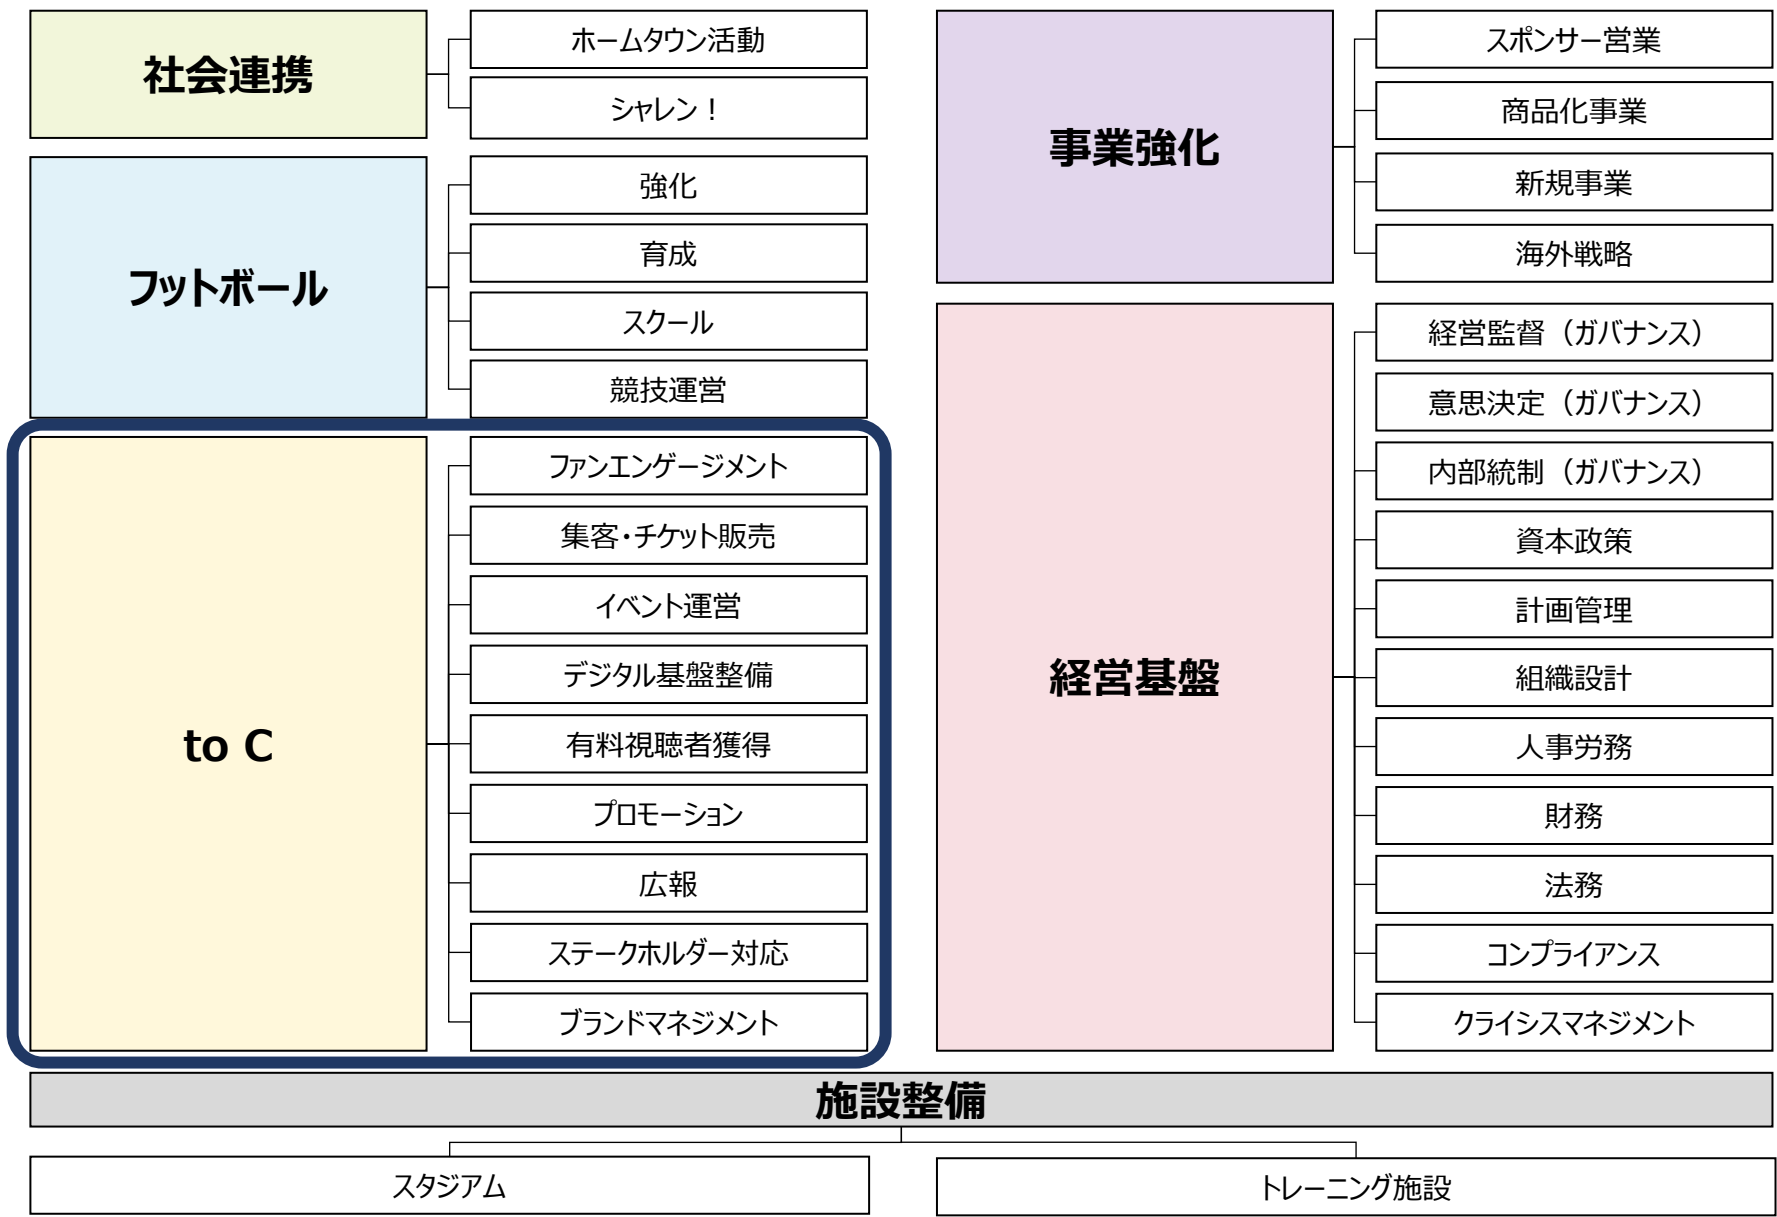 社会連携
ホームタウン活動
シャレン！
フットボール
強化
育成
スクール
競技運営
to C
ファンエンゲージメント
集客・チケット販売
イベント運営
デジタル基盤整備
有料視聴者獲得
プロモーション
広報
ステークホルダー対応
ブランドマネジメント
事業強化
スポンサー営業
商品化事業
新規事業
海外戦略
経営基盤
経営監督（ガバナンス）
意思決定（ガバナンス）
内部統制（ガバナンス）
資本政策
計画管理
組織設計
人事労務
財務
法務
コンプライアンス
クライシスマネジメント
施設整備
スタジアム
トレーニング施設